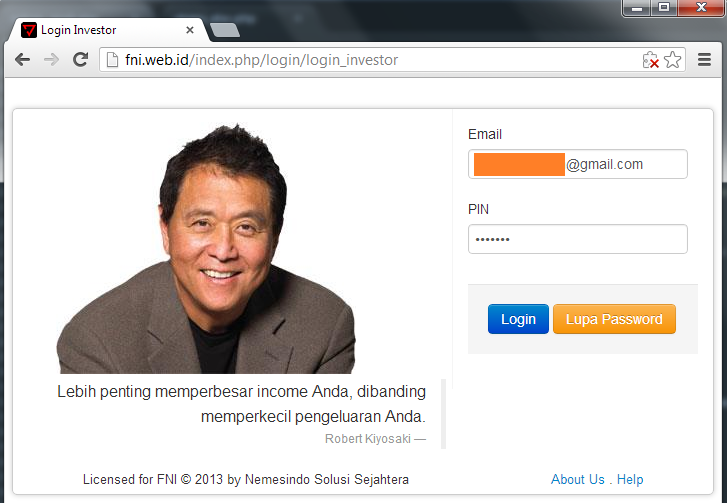 Login Investor
fni.web.id/index.php/login/login_investor
Email
@gmail.com
PIN
Login
Lupa Password
Lebih penting memperbesar income Anda, dibanding
memperkecil pengeluaran Anda.
Robert Kiyosaki —
Licensed for FNI © 2013 by Nemesindo Solusi Sejahtera
About Us . Help